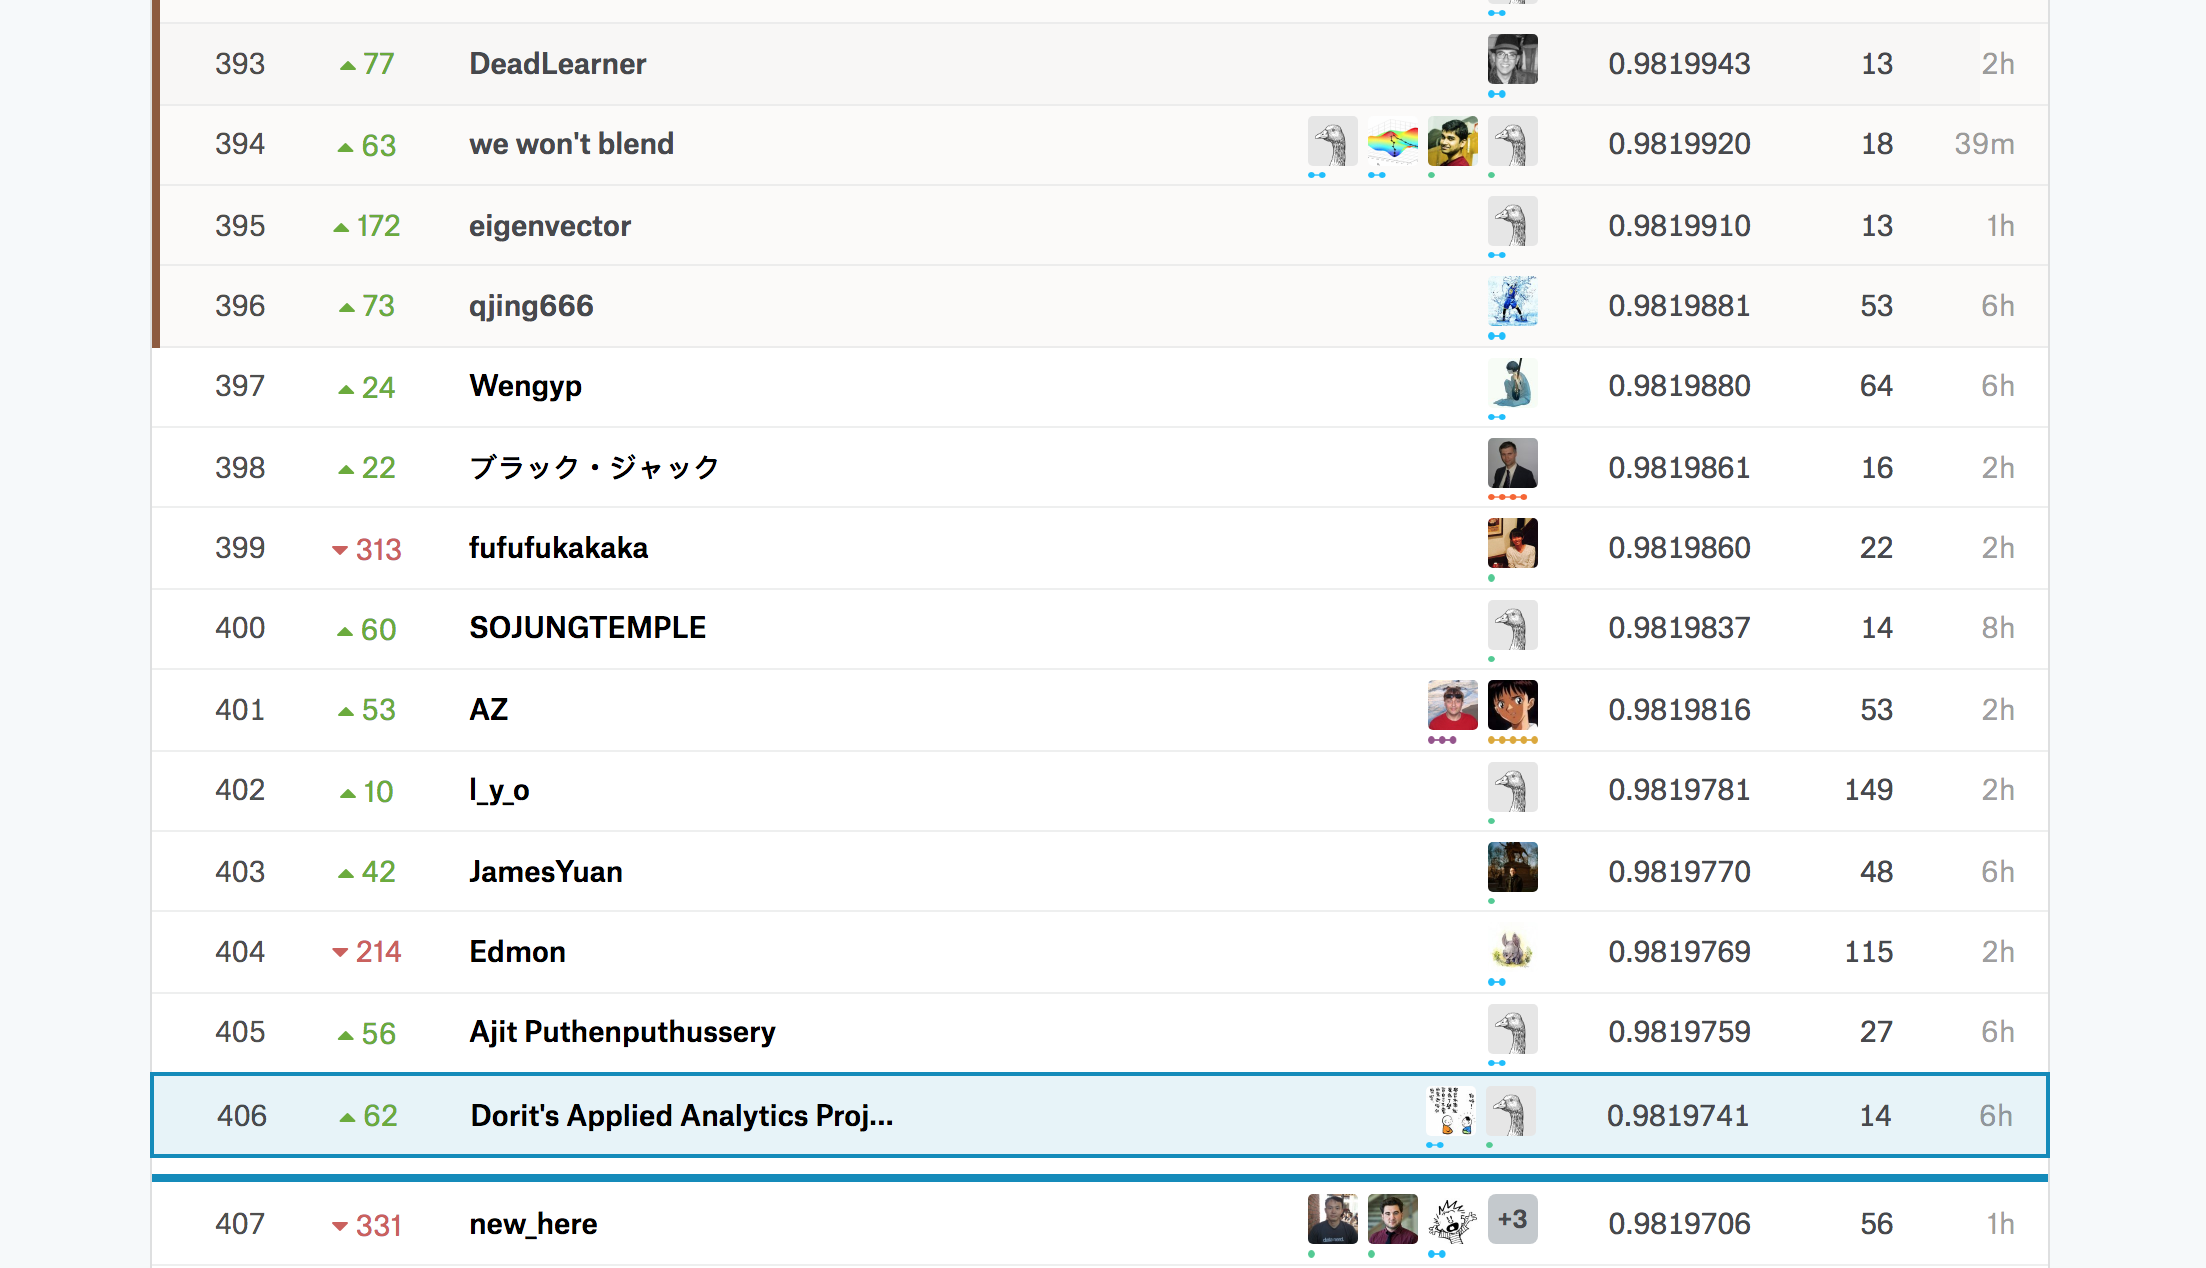 393 77 DeadLearner 0.9819943 13 2h
394 63 we won't blend 0.9819920 18 39m
395 172 eigenvector 0.9819910 13 1h
396 73 qjing666 0.9819881 53 6h
397 24 Wengyp 0.9819880 64 6h
398 22 ブラック・ジャック 0.9819861 16 2h
399 313 fufufukakaka 0.9819860 22 2h
400 60 SOJUNGTEMPLE 0.9819837 14 8h
401 53 AZ 0.9819816 53 2h
402 10 l_y_o 0.9819781 149 2h
403 42 JamesYuan 0.9819770 48 6h
404 214 Edmon 0.9819769 115 2h
405 56 Ajit Puthenputhussery 0.9819759 27 6h
406 62 Dorit's Applied Analytics Proj... 0.9819741 14 6h
407 331 new_here +3 0.9819706 56 1h